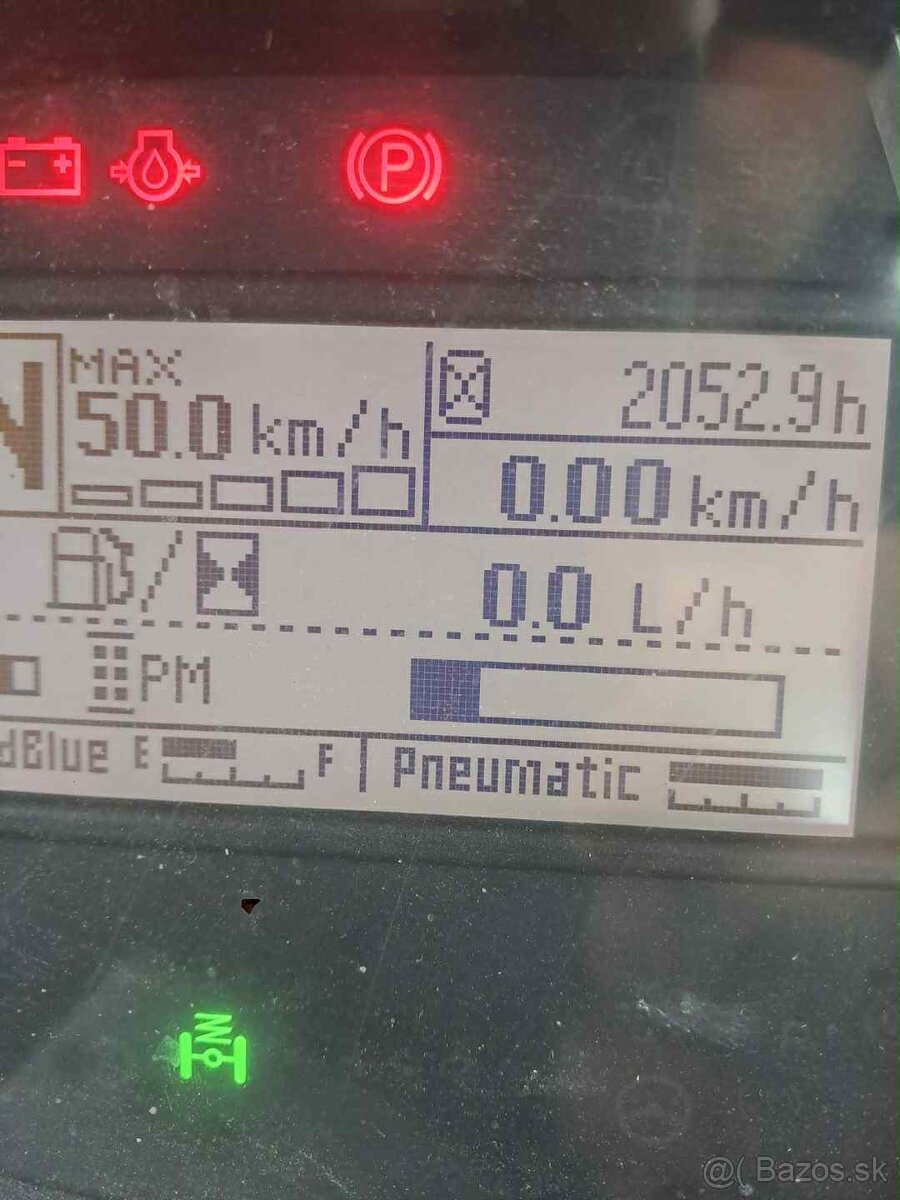 P
N
MAX
50.0 km/h
2052.9h
0.00 km/h
0.0 L/h
PM
dBlue E F
Pneumatic
@( Bazos.sk